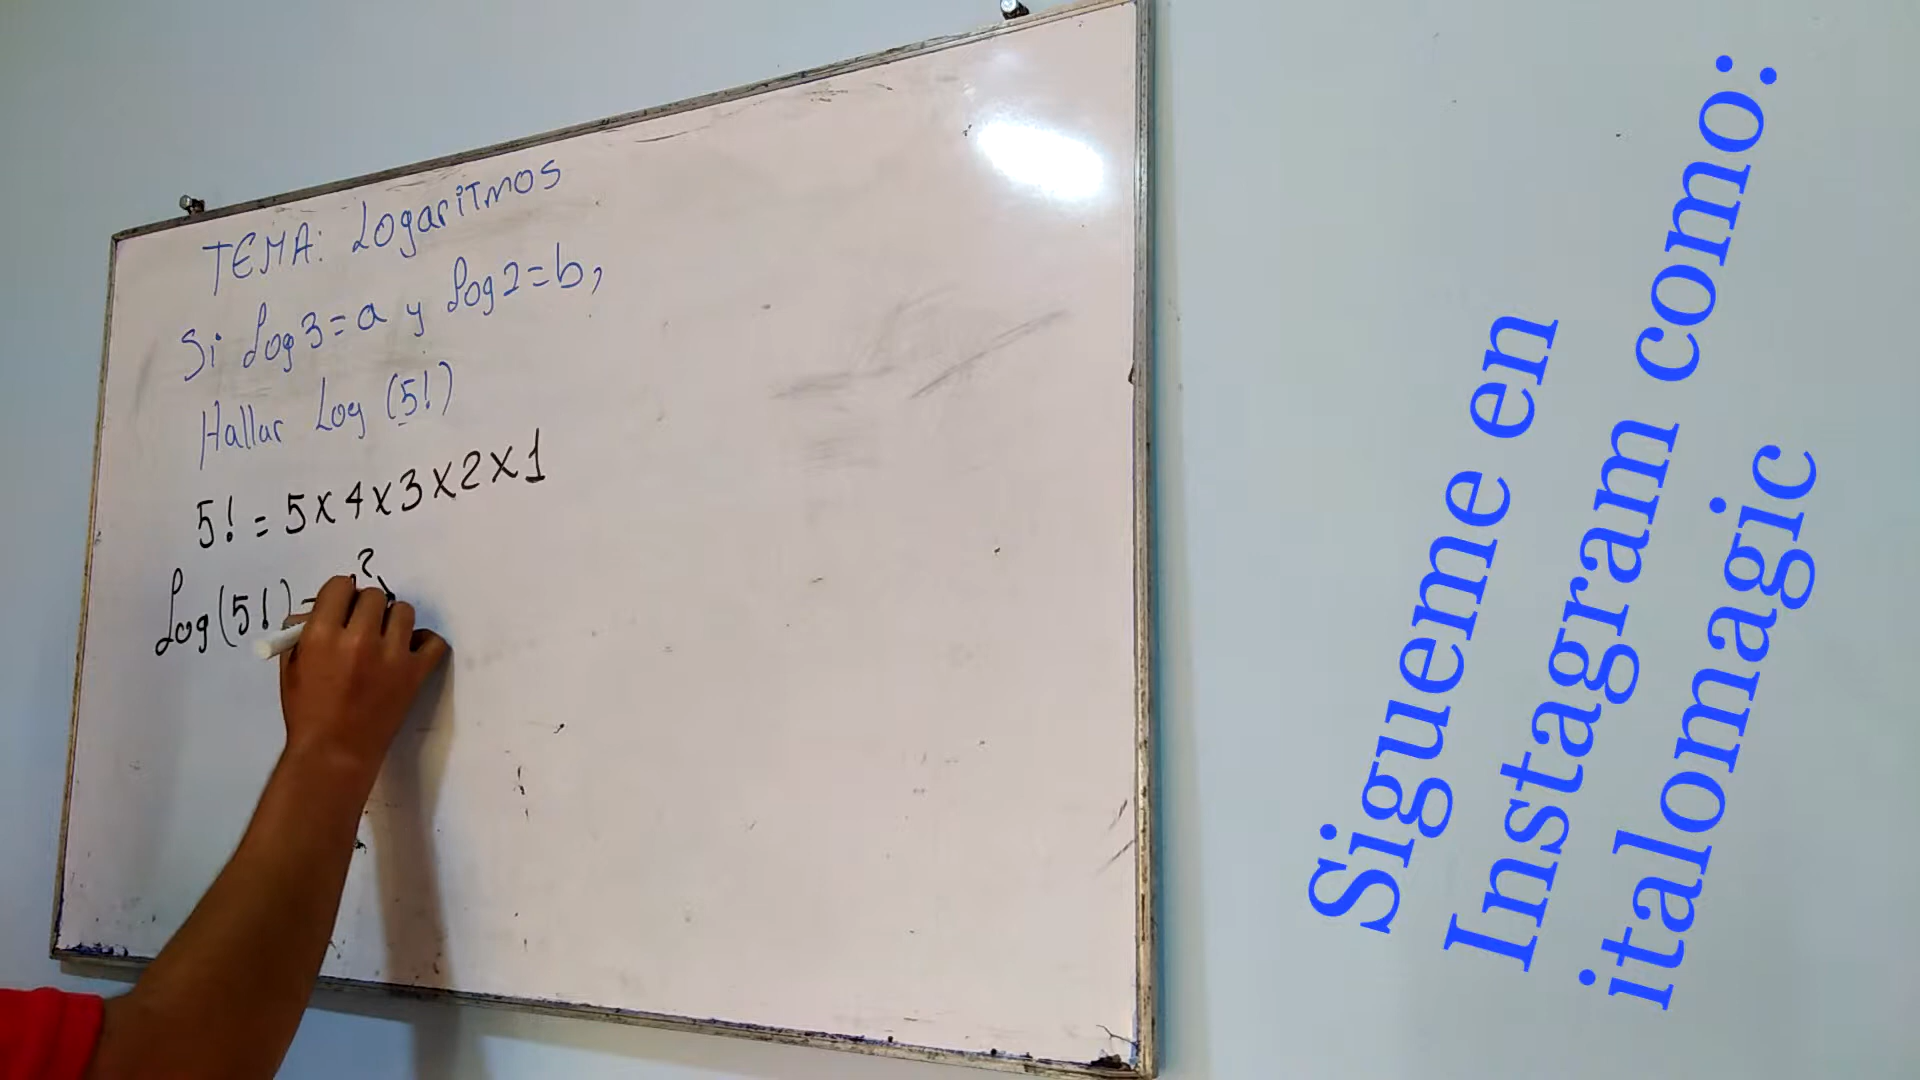 TEMA: Logaritmos
Si Log3=a y Log2=b,
Hallar Log (5!)
5! = 5x4x3x2x1
Log(5!)
Sigueme en
Instagram como:
italomagic